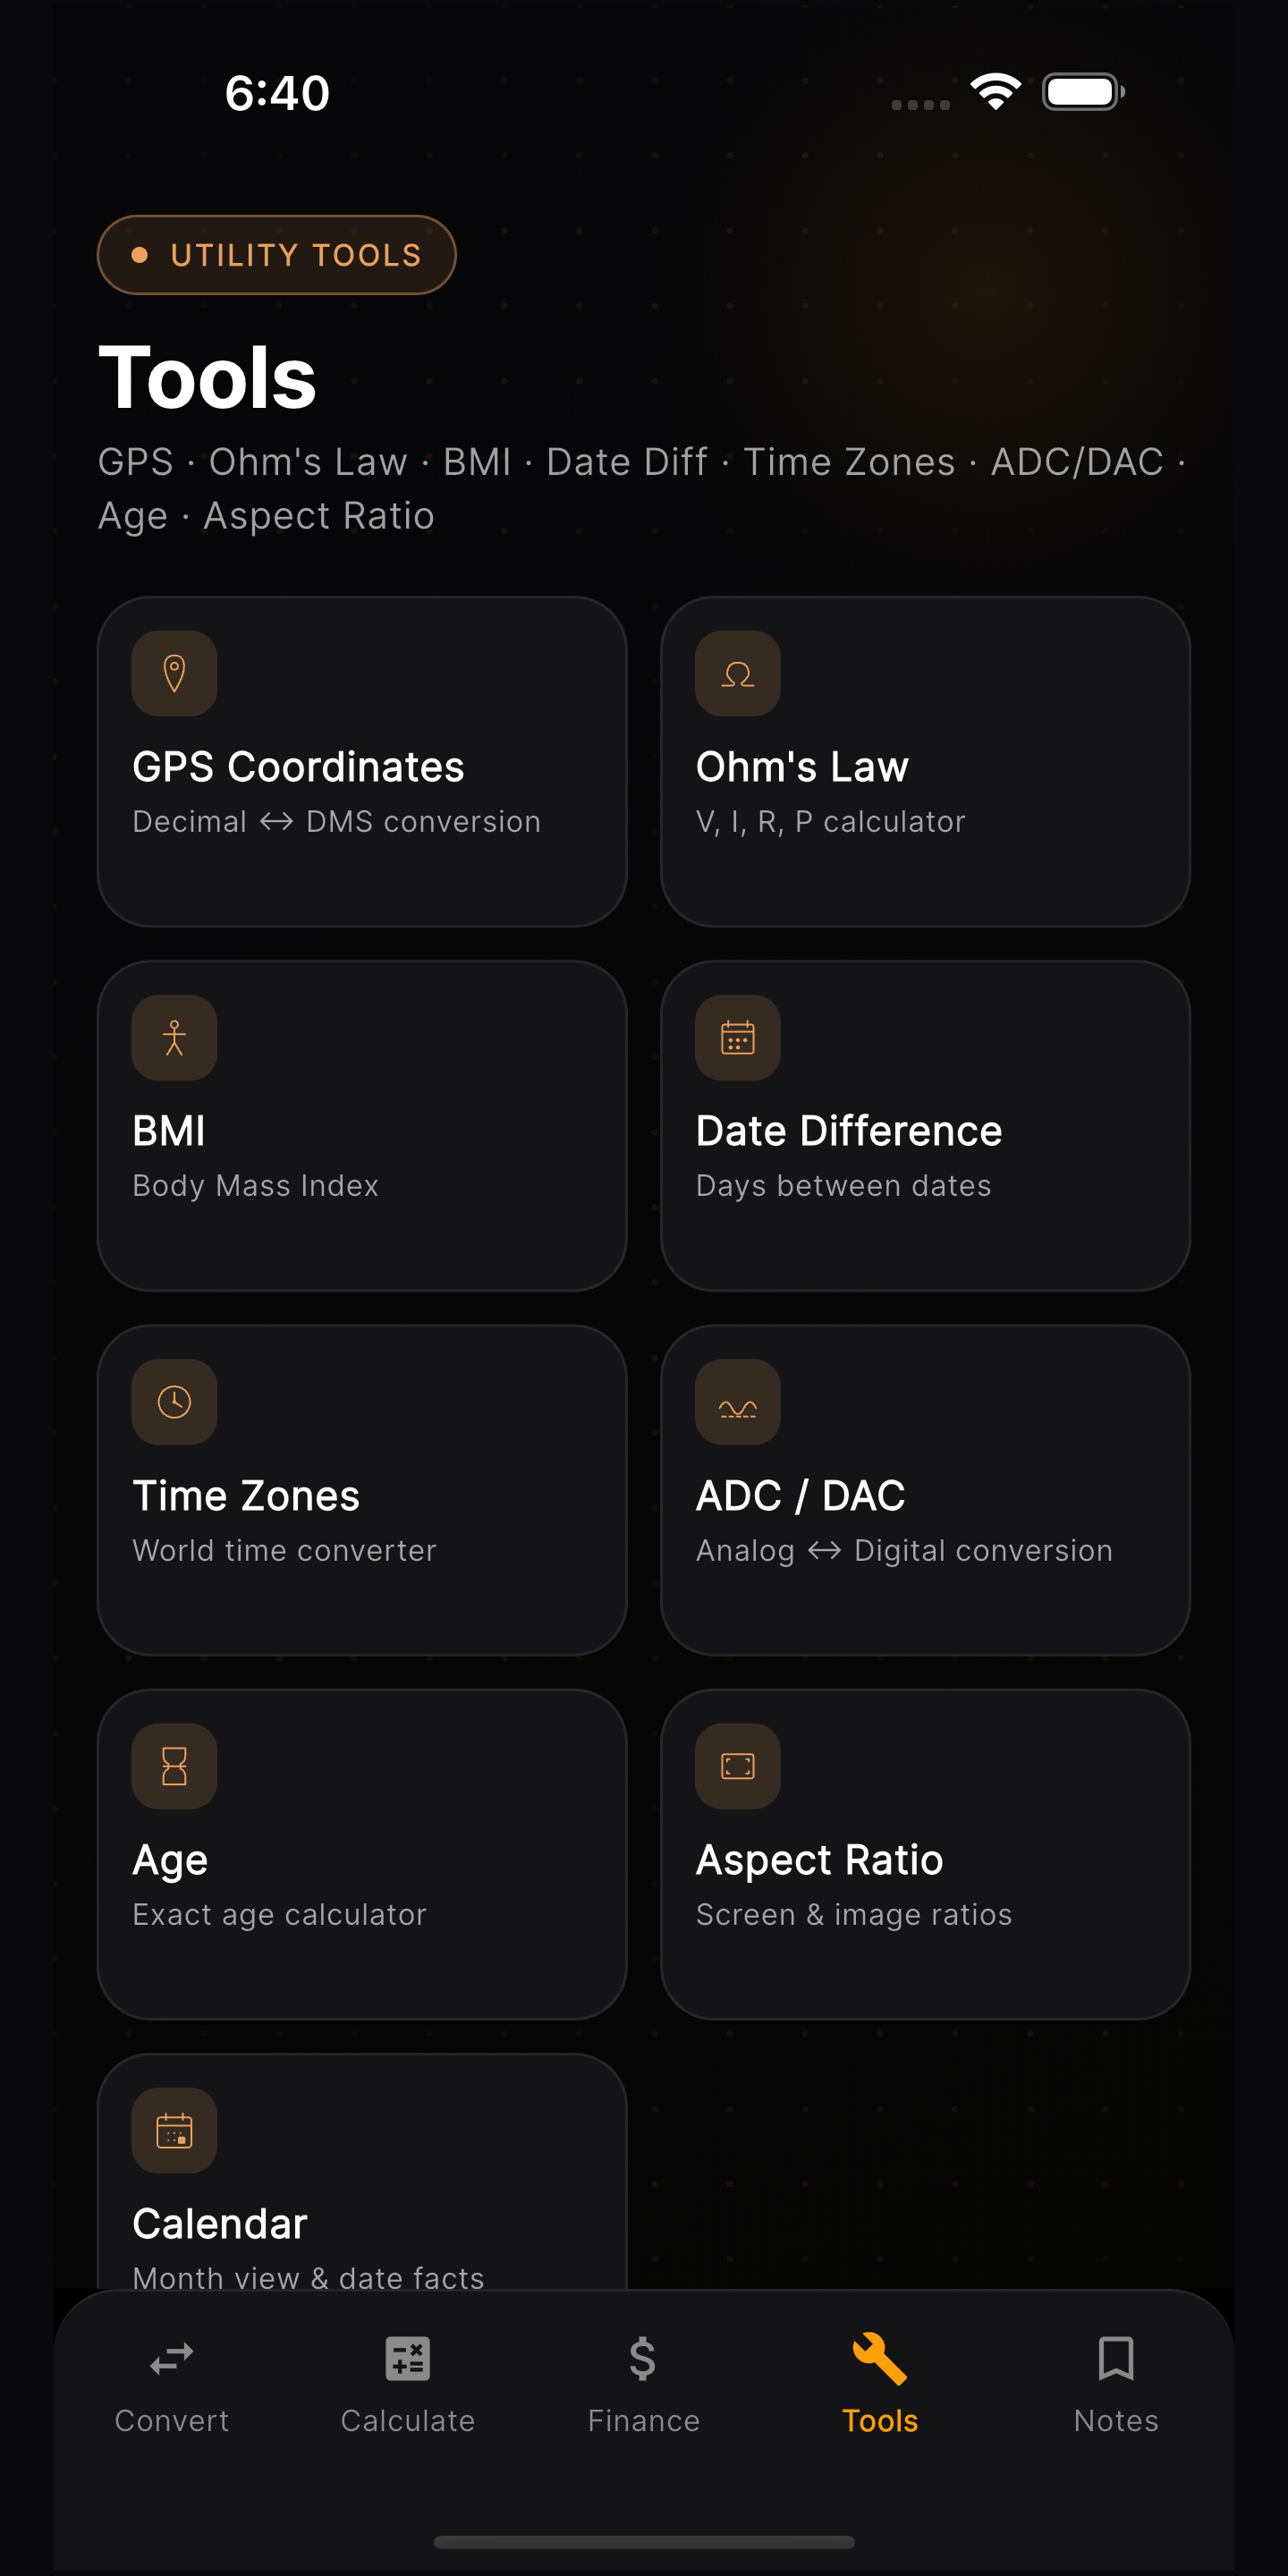 6:40
UTILITY TOOLS
Tools
GPS · Ohm's Law · BMI · Date Diff · Time Zones · ADC/DAC ·
Age · Aspect Ratio
GPS Coordinates
Decimal ↔ DMS conversion
Ohm's Law
V, I, R, P calculator
BMI
Body Mass Index
Date Difference
Days between dates
Time Zones
World time converter
ADC / DAC
Analog ↔ Digital conversion
Age
Exact age calculator
Aspect Ratio
Screen & image ratios
Calendar
Month view & date facts
Convert
Calculate
Finance
Tools
Notes